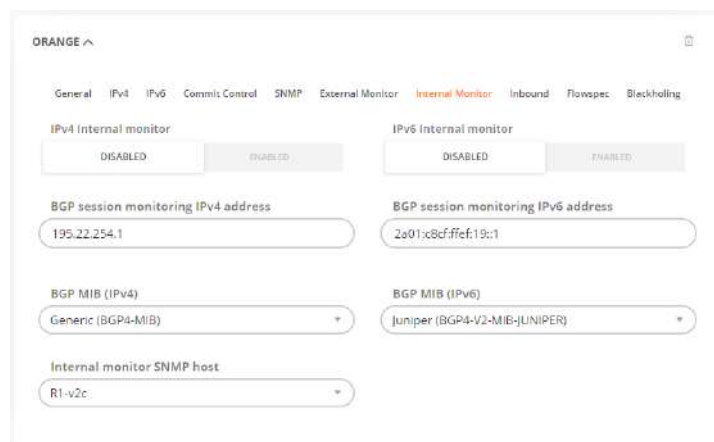 ORANGE
General IPv4 IPv6 Commit Control SNMP External Monitor Internal Monitor Inbound Flowspec Blackholing
IPv4 Internal monitor IPv6 Internal monitor
DISABLED ENABLED DISABLED ENABLED
BGP session monitoring IPv4 address BGP session monitoring IPv6 address
195.22.254.1 2a01:c8cf:ffef:19::1
BGP MIB (IPv4) BGP MIB (IPv6)
Generic (BGP4-MIB) Juniper (BGP4-V2-MIB-JUNIPER)
Internal monitor SNMP host
R1-v2c